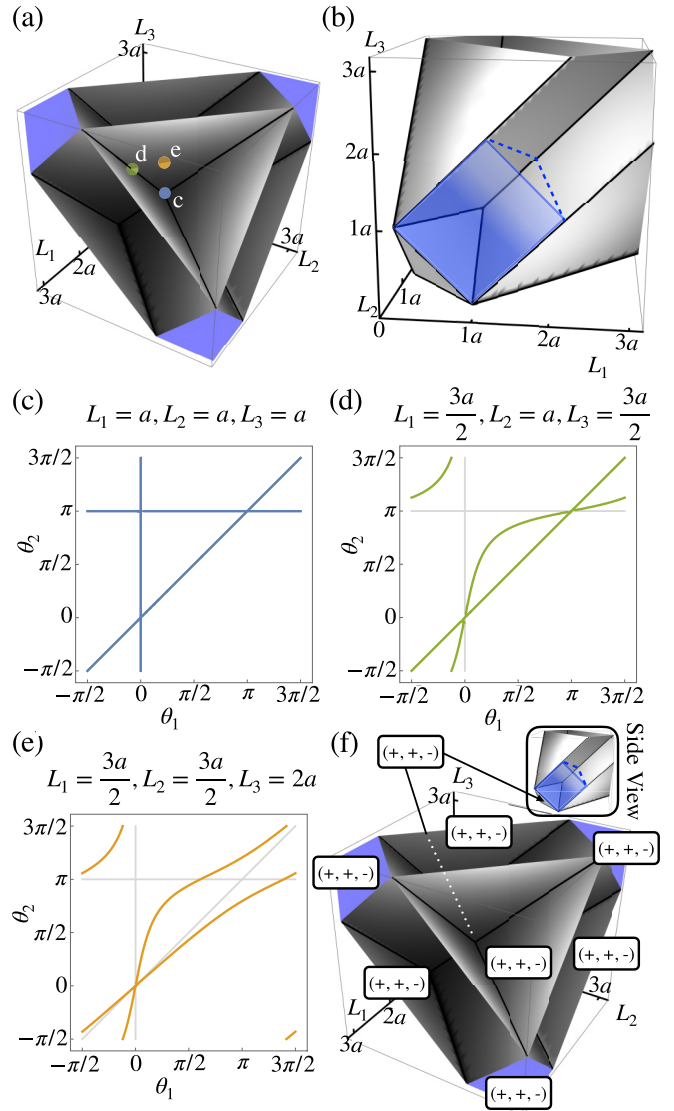 (a)
L₃
3a
d
e
c
L₁
2a
3a
3a
L₂
(b)
L₃
3a
2a
1a
L₂
1a
0
1a
2a
3a
L₁
(c)
L₁ = a, L₂ = a, L₃ = a
3π/2
π
θ₂
π/2
0
−π/2
−π/2 0 π/2 π 3π/2
θ₁
(d)
L₁ = 3a/2, L₂ = a, L₃ = 3a/2
3π/2
π
θ₂
π/2
0
−π/2
−π/2 0 π/2 π 3π/2
θ₁
(e)
L₁ = 3a/2, L₂ = 3a/2, L₃ = 2a
3π/2
π
θ₂
π/2
0
−π/2
−π/2 0 π/2 π 3π/2
θ₁
(f)
Side View
(+, +, -)
L₃
3a
(+, +, -)
(+, +, -)
(+, +, -)
(+, +, -)
(+, +, -)
(+, +, -)
L₁
2a
3a
3a
L₂
(+, +, -)